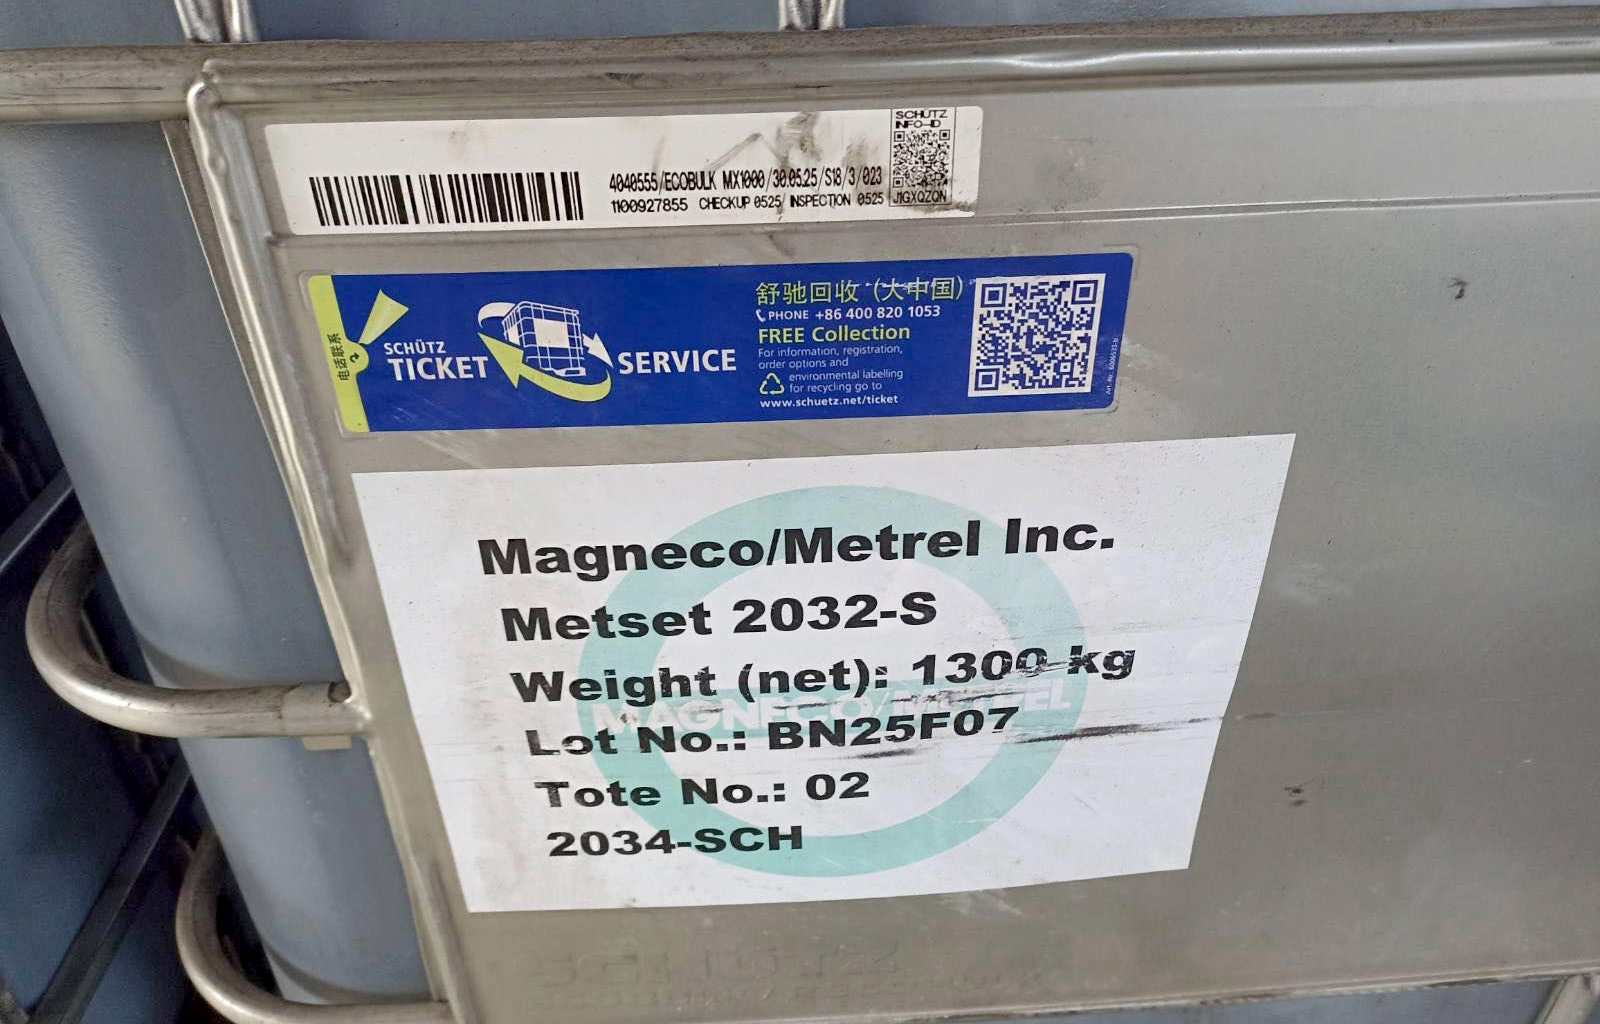 SCHÜTZ
INFO-ID
4040555/ECOBULK MX1000/30.05.25/S18/3/023
1100927855 CHECKUP 0525/ INSPECTION 0525
J1GXQZQN
电话联系
SCHÜTZ
TICKET SERVICE
舒驰回收 (大中国)
PHONE +86 400 820 1053
FREE Collection
For information, registration,
order options and
environmental labelling
for recycling go to
www.schuetz.net/ticket
Magneco/Metrel Inc.
Metset 2032-S
Weight (net): 1300 kg
MAGNECO/METREL
Lot No.: BN25F07
Tote No.: 02
2034-SCH